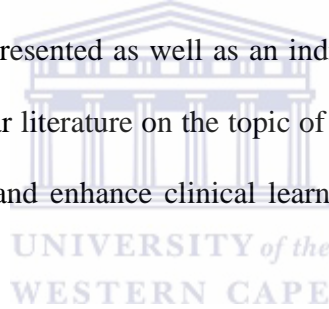 resented as well as an ind
r literature on the topic of
and enhance clinical learn
UNIVERSITY of the
WESTERN CAPE